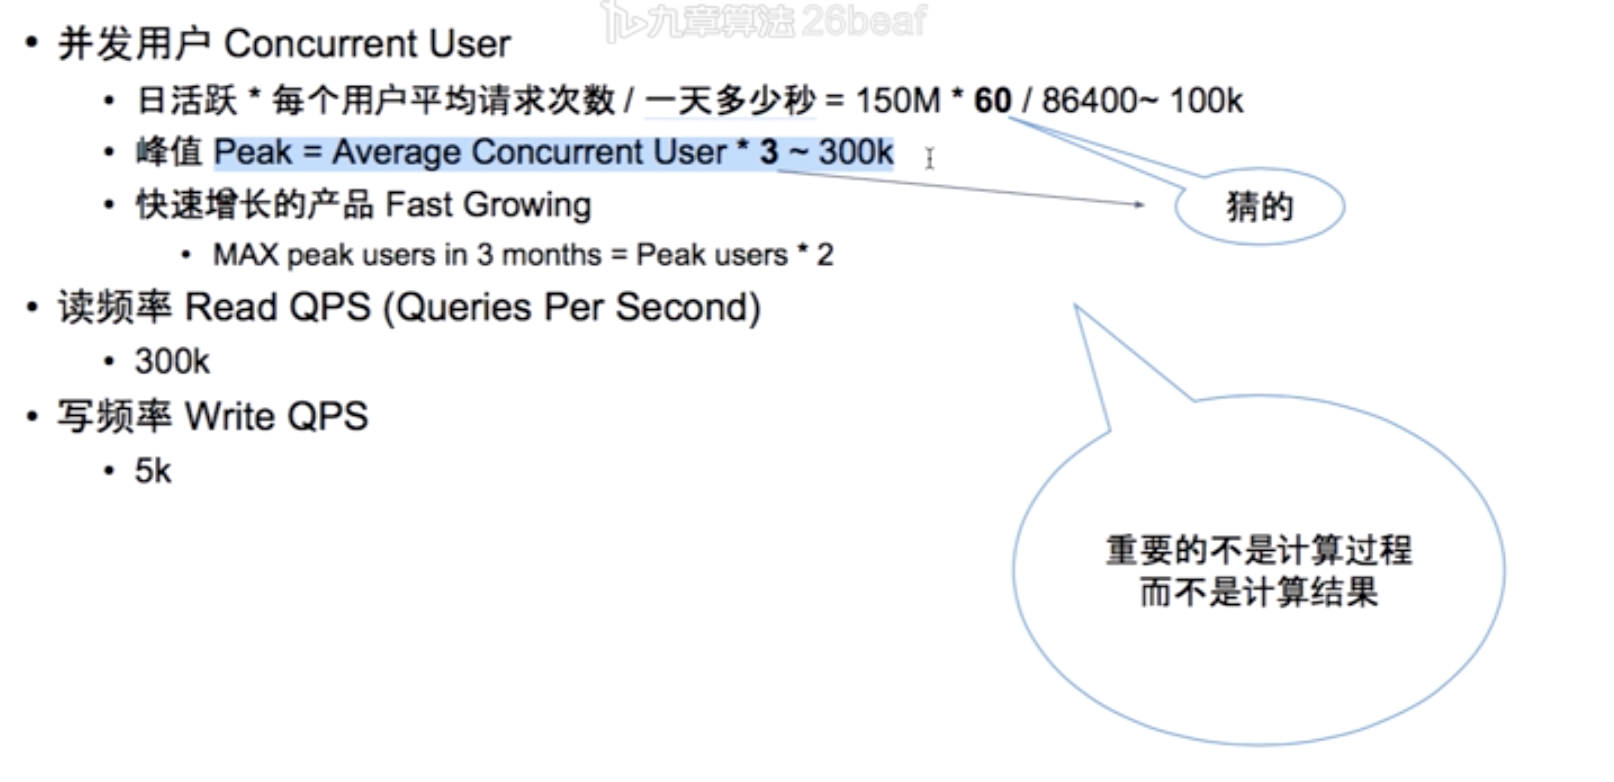 九章算法 26beaf
• 并发用户 Concurrent User
• 日活跃 * 每个用户平均请求次数 / 一天多少秒 = 150M * 60 / 86400~ 100k
• 峰值 Peak = Average Concurrent User * 3 ~ 300k
• 快速增长的产品 Fast Growing
• MAX peak users in 3 months = Peak users * 2
猜的
• 读频率 Read QPS (Queries Per Second)
• 300k
• 写频率 Write QPS
• 5k
重要的不是计算过程
而不是计算结果